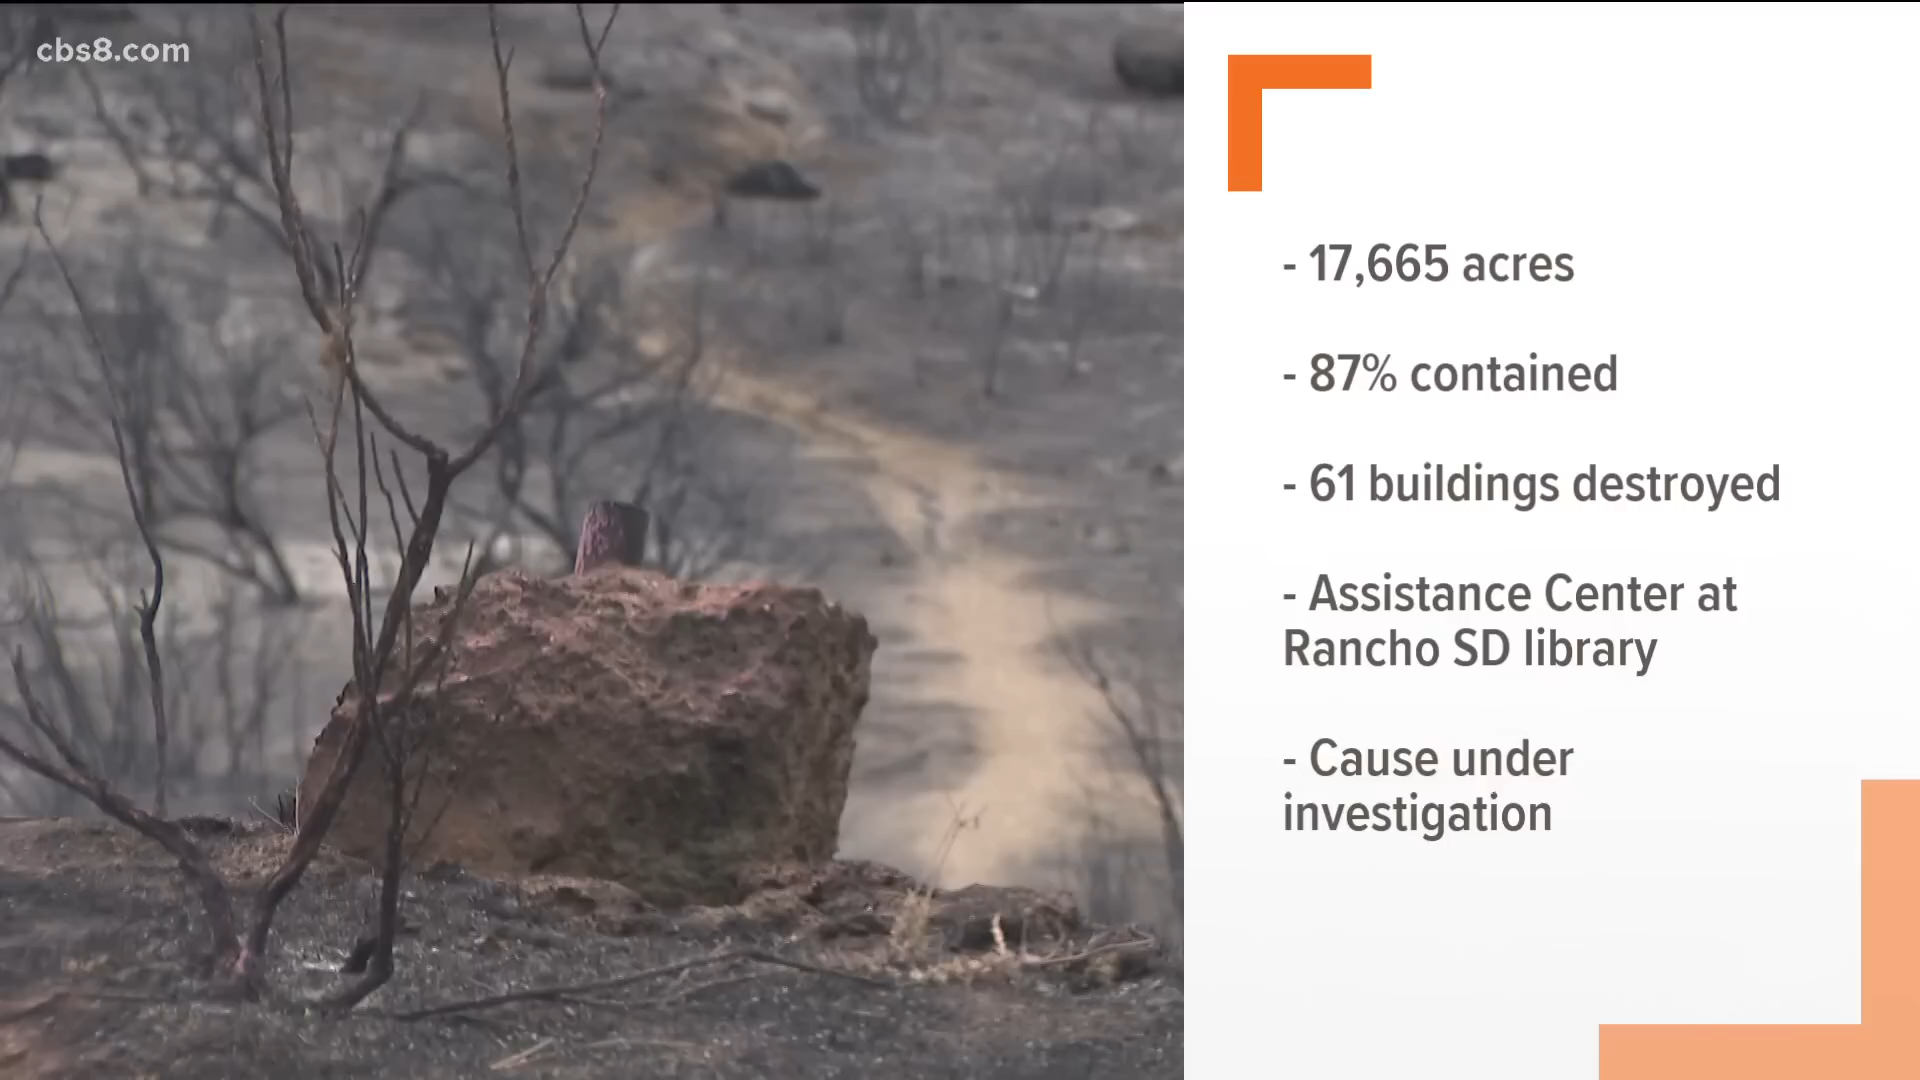 cbs8.com
- 17,665 acres
- 87% contained
- 61 buildings destroyed
- Assistance Center at
Rancho SD library
- Cause under
investigation